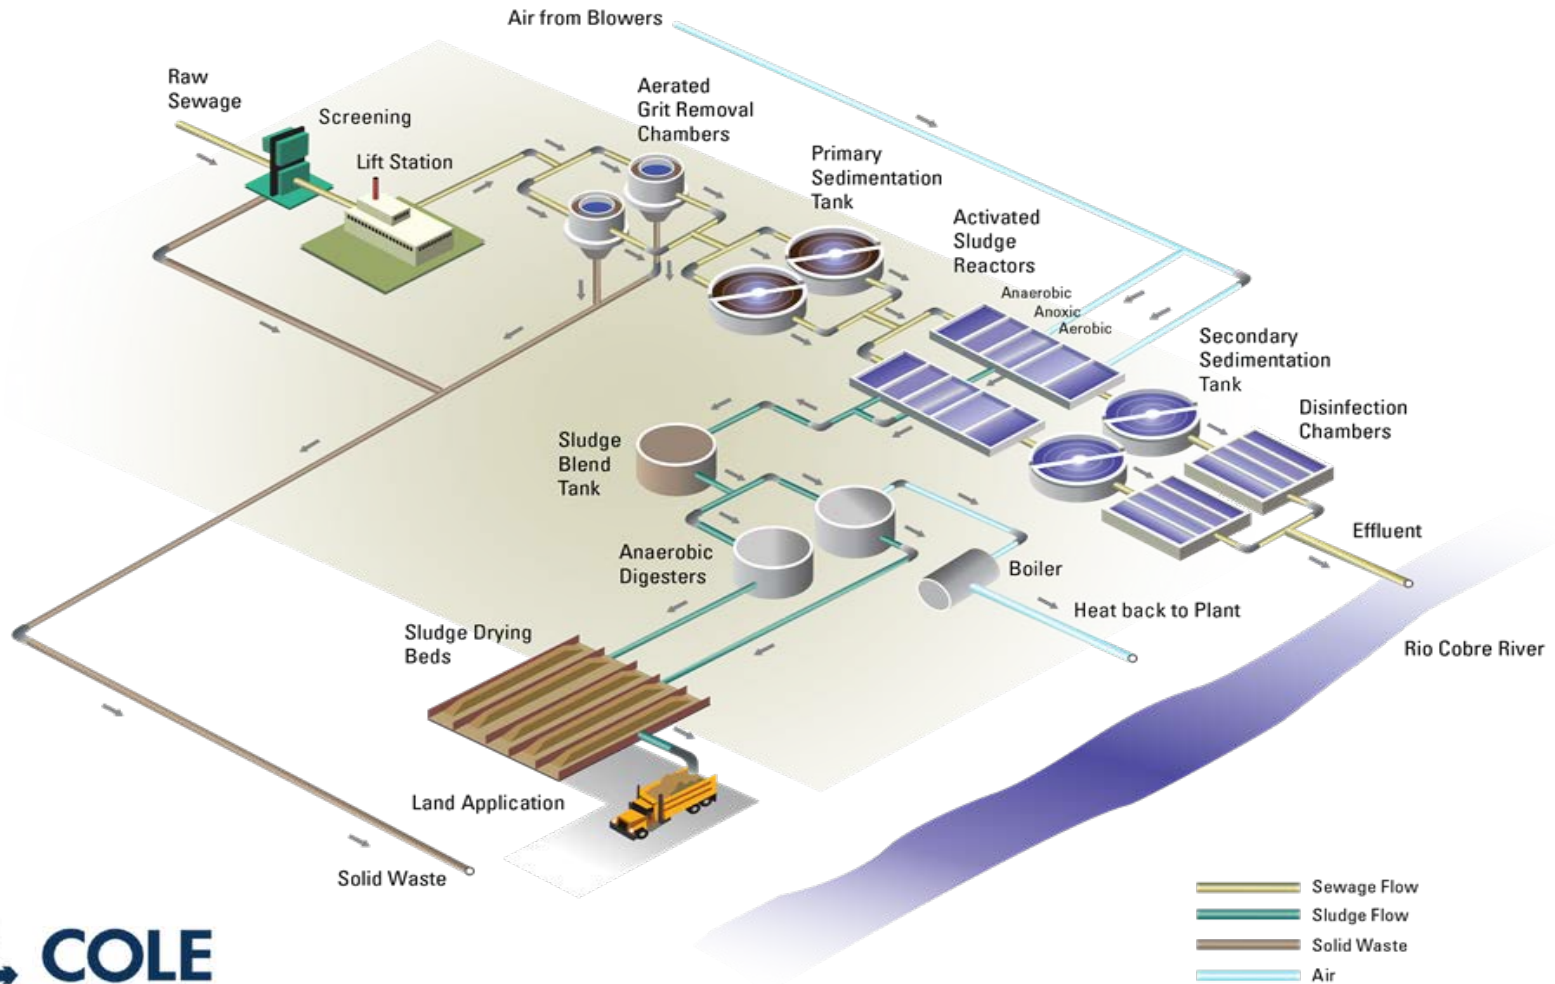 Air from Blowers
Raw
Sewage
Screening
Lift Station
Aerated
Grit Removal
Chambers
Primary
Sedimentation
Tank
Activated
Sludge
Reactors
Anaerobic
Anoxic
Aerobic
Secondary
Sedimentation
Tank
Disinfection
Chambers
Sludge
Blend
Tank
Anaerobic
Digesters
Boiler
Effluent
Heat back to Plant
Rio Cobre River
Sludge Drying
Beds
Land Application
Solid Waste
Sewage Flow
Sludge Flow
Solid Waste
Air
COLE